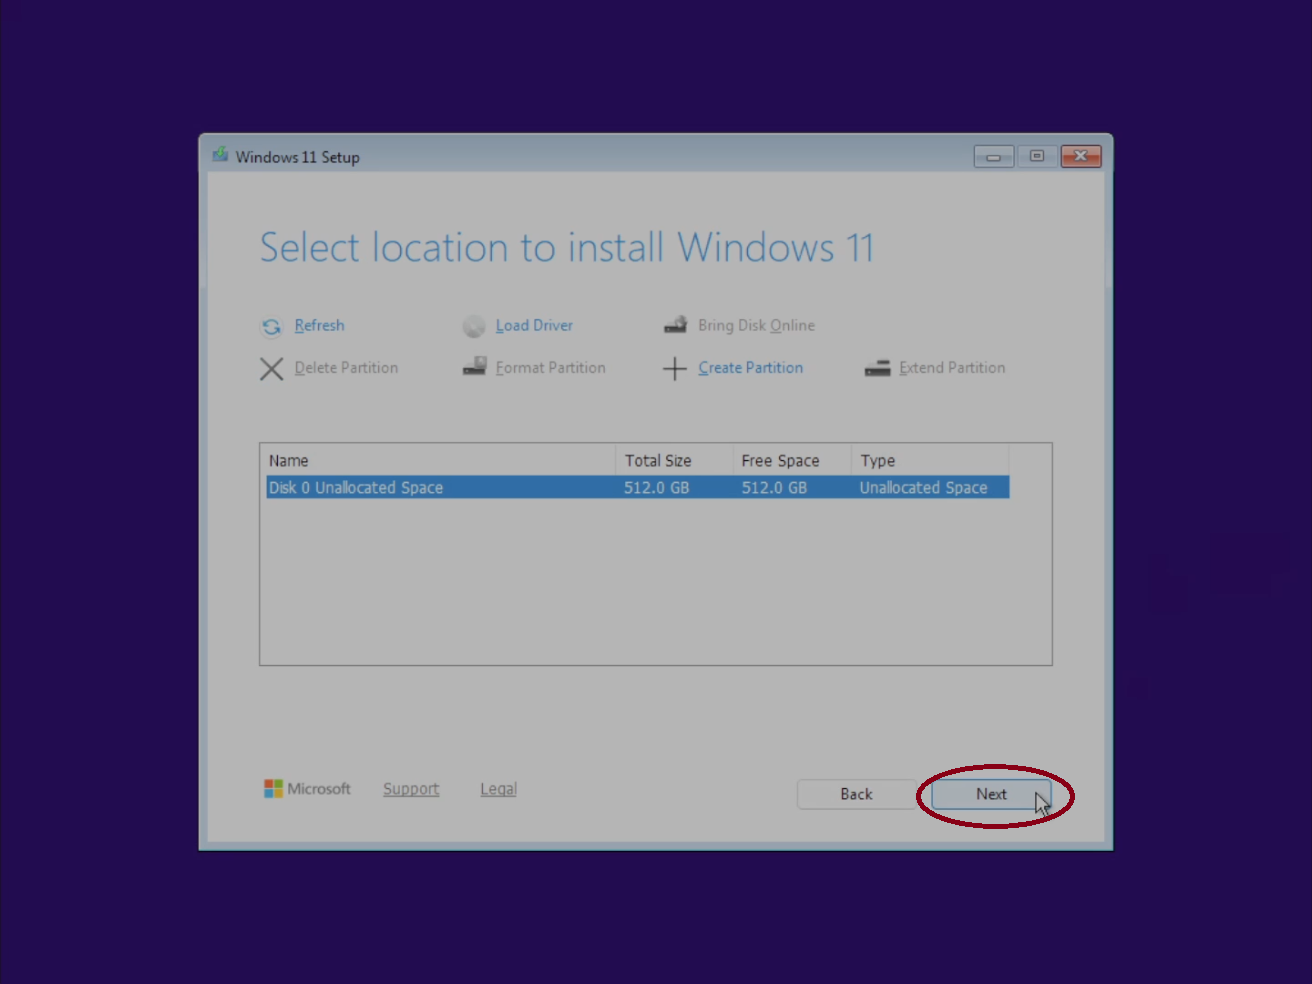 Windows 11 Setup
Select location to install Windows 11
Refresh Load Driver Bring Disk Online
Delete Partition Format Partition Create Partition Extend Partition
Name Total Size Free Space Type
Disk 0 Unallocated Space 512.0 GB 512.0 GB Unallocated Space
Microsoft Support Legal Back Next